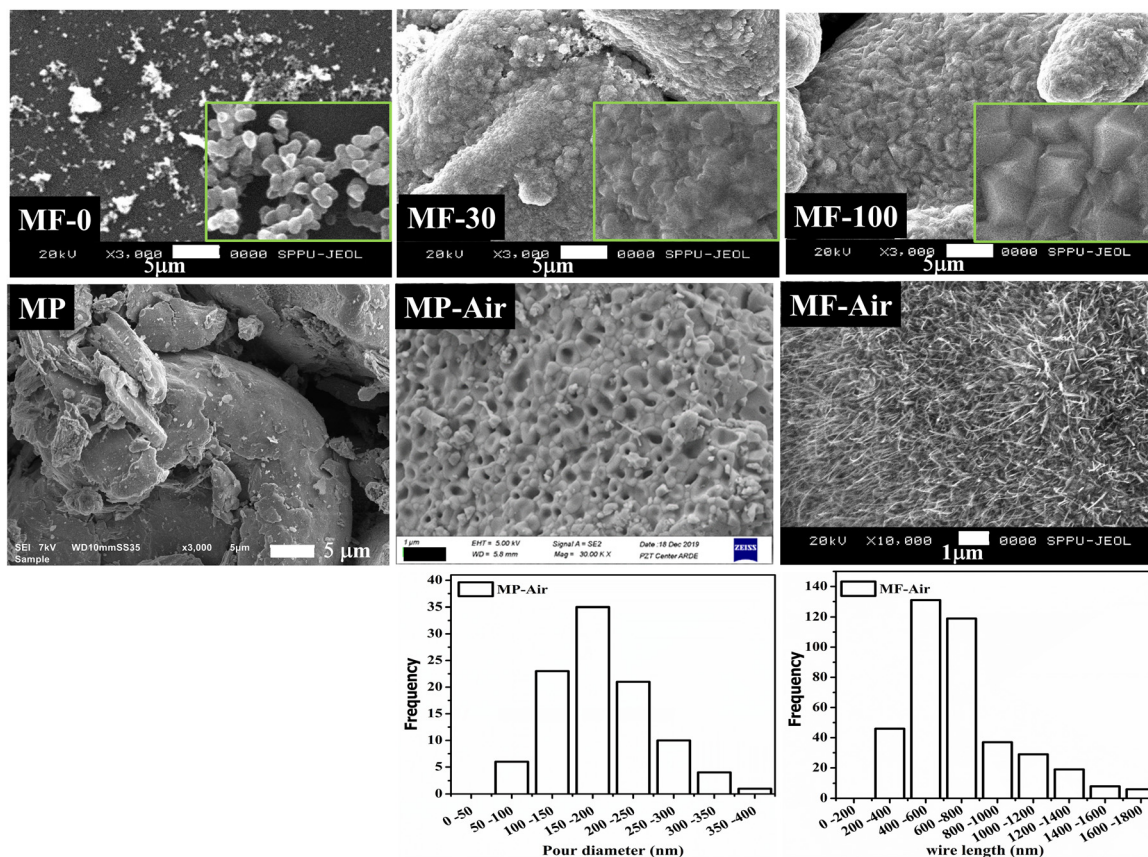 MF-0
20kV X3,000 5μm 0000 SPPU-JEOL
MF-30
20kV X3,000 5μm 0000 SPPU-JEOL
MF-100
20kV X3,000 5μm 0000 SPPU-JEOL
MP
SEI 7kV WD10mmSS35 x3,000 5μm 5 μm
Sample
MP-Air
1 μm EHT = 5.00 kV Signal A = SE2 Date :18 Dec 2019 ZEISS
WD = 5.8 mm Mag = 30.00 K X PZT Center ARDE
MF-Air
20kV X10,000 1μm 0000 SPPU-JEOL
MP-Air
Frequency
40
35
30
25
20
15
10
5
0
0 -50 50 -100 100 -150 150 -200 200 -250 250 -300 300 -350 350 -400
Pour diameter (nm)
MF-Air
Frequency
140
120
100
80
60
40
20
0
0 -200 200 -400 400 -600 600 -800 800 -1000 1000 -1200 1200 -1400 1400 -1600 1600 -1800
wire length (nm)